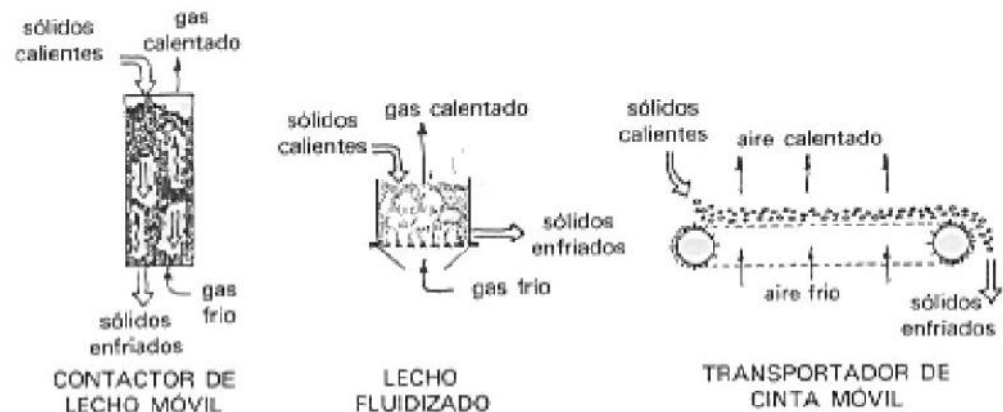 sólidos
calientes
gas
calentado
gas
frio
sólidos
enfriados
CONTACTOR DE
LECHO MÓVIL
sólidos
calientes
gas calentado
sólidos
enfriados
gas frio
LECHO
FLUIDIZADO
sólidos
calientes
aire calentado
aire frio
sólidos
enfriados
TRANSPORTADOR DE
CINTA MÓVIL